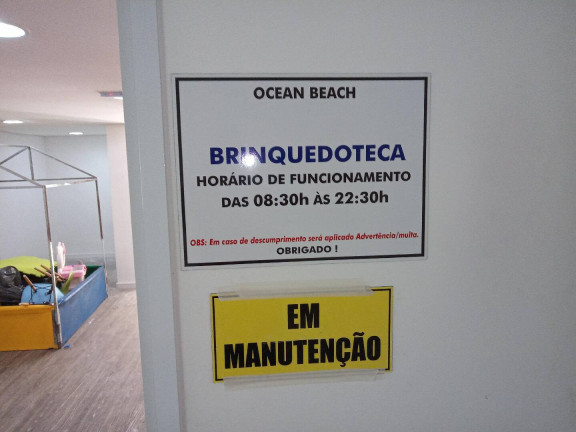 OCEAN BEACH
BRINQUEDOTECA
HORÁRIO DE FUNCIONAMENTO
DAS 08:30h ÀS 22:30h
OBS: Em caso de descumprimento será aplicado Advertência/multa.
OBRIGADO !
EM
MANUTENÇÃO